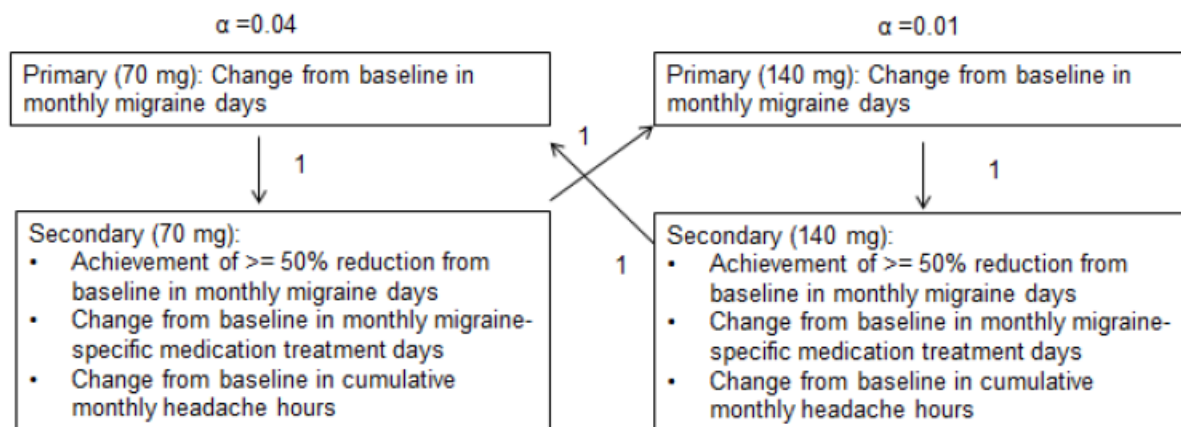 α =0.04
α =0.01
Primary (70 mg): Change from baseline in
monthly migraine days
Primary (140 mg): Change from baseline in
monthly migraine days
1
1
1
1
Secondary (70 mg):
• Achievement of >= 50% reduction from
baseline in monthly migraine days
• Change from baseline in monthly migraine-
specific medication treatment days
• Change from baseline in cumulative
monthly headache hours
Secondary (140 mg):
• Achievement of >= 50% reduction from
baseline in monthly migraine days
• Change from baseline in monthly migraine-
specific medication treatment days
• Change from baseline in cumulative
monthly headache hours